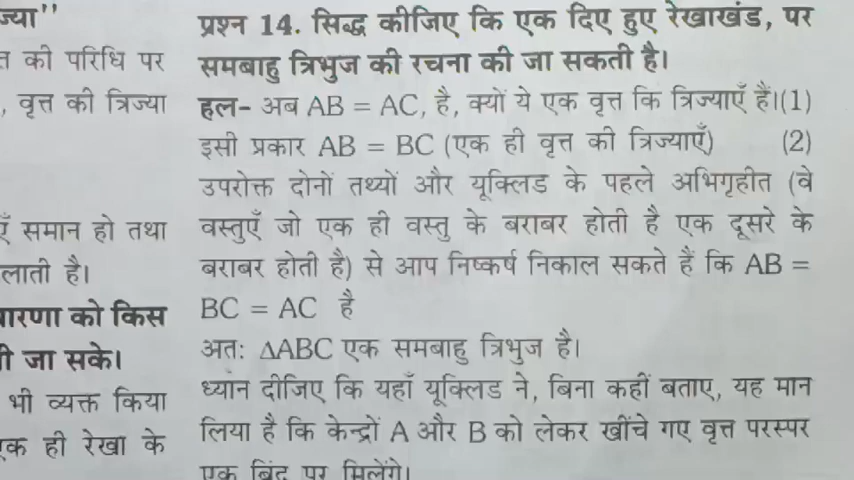 ज्या”
त की परिधि पर
, वृत्त की त्रिज्या
समान हो तथा
लाती है।
को किस
जा सके।
भी व्यक्त किया
एक ही रेखा के
प्रश्न 14. सिद्ध कीजिए कि एक दिए हुए रेखाखंड, पर
समबाहु त्रिभुज की रचना की जा सकती है।
हल- अब AB = AC, है, क्यों ये एक वृत्त कि त्रिज्याएँ हैं।(1)
इसी प्रकार AB = BC (एक ही वृत्त की त्रिज्याएँ) (2)
उपरोक्त दोनों तथ्यों और यूक्लिड के पहले अभिगृहीत (वे
वस्तुएँ जो एक ही वस्तु के बराबर होती है एक दूसरे के
बराबर होती है) से आप निष्कर्ष निकाल सकते हैं कि AB =
BC = AC है
अतः ΔABC एक समबाहु त्रिभुज है।
ध्यान दीजिए कि यहाँ यूक्लिड ने, बिना कहीं बताए, यह मान
लिया है कि केन्द्रों A और B को लेकर खींचे गए वृत्त परस्पर
एक बिंदु पर मिलेंगे।